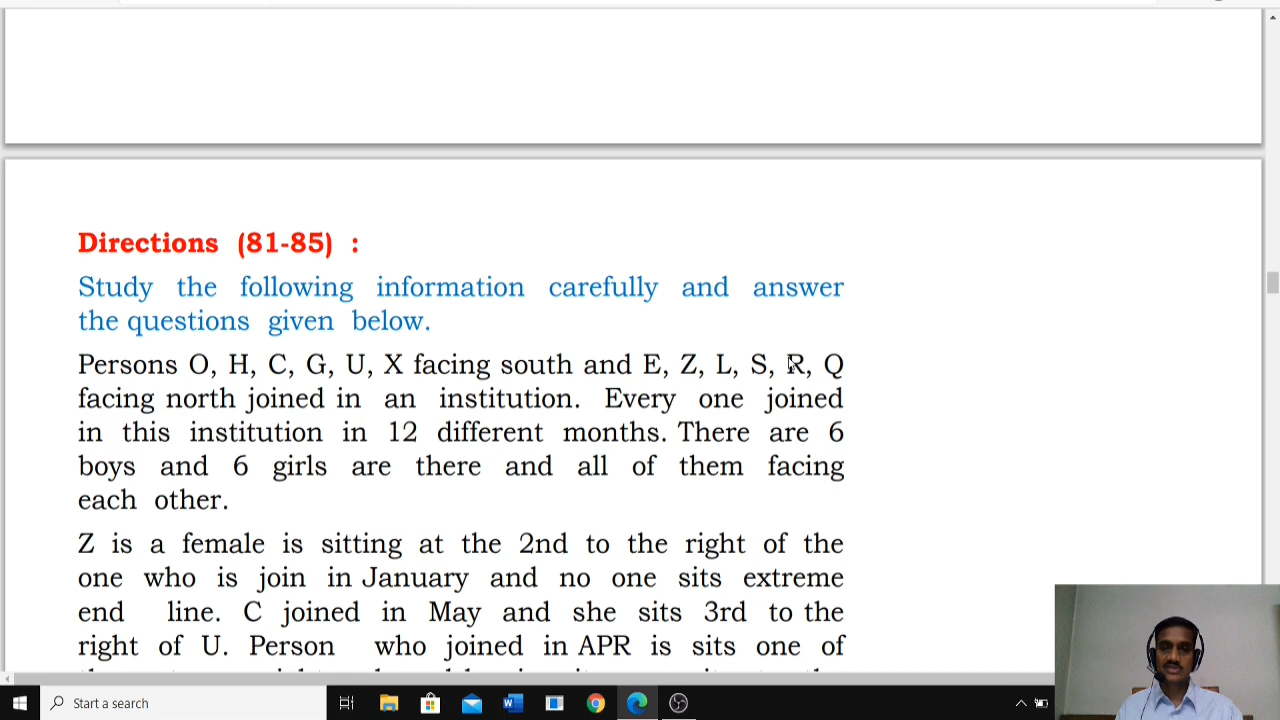 Directions (81-85) :
Study the following information carefully and answer
the questions given below.
Persons O, H, C, G, U, X facing south and E, Z, L, S, R, Q
facing north joined in an institution. Every one joined
in this institution in 12 different months. There are 6
boys and 6 girls are there and all of them facing
each other.
Z is a female is sitting at the 2nd to the right of the
one who is join in January and no one sits extreme
end line. C joined in May and she sits 3rd to the
right of U. Person who joined in APR is sits one of
Start a search